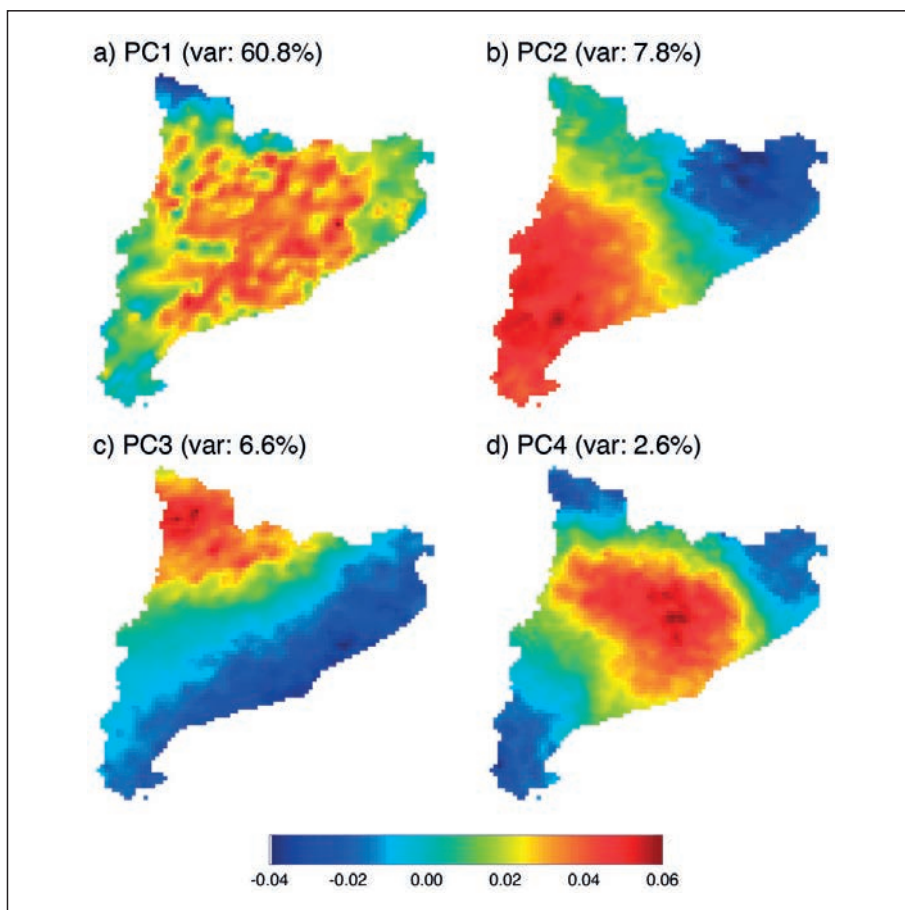 a) PC1 (var: 60.8%)
b) PC2 (var: 7.8%)
c) PC3 (var: 6.6%)
d) PC4 (var: 2.6%)
-0.04 -0.02 0.00 0.02 0.04 0.06